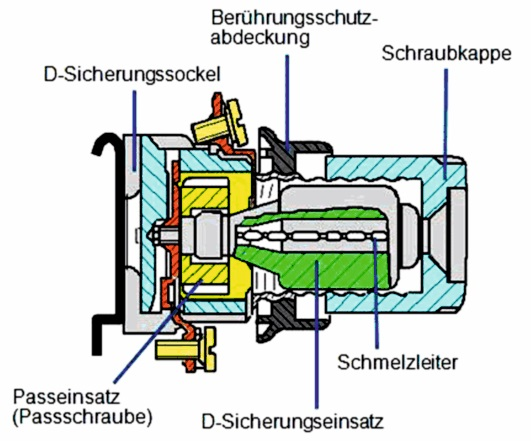 Berührungsschutz-
abdeckung
Schraubkappe
D-Sicherungssockel
Schmelzleiter
Passeinsatz
(Passschraube)
D-Sicherungseinsatz